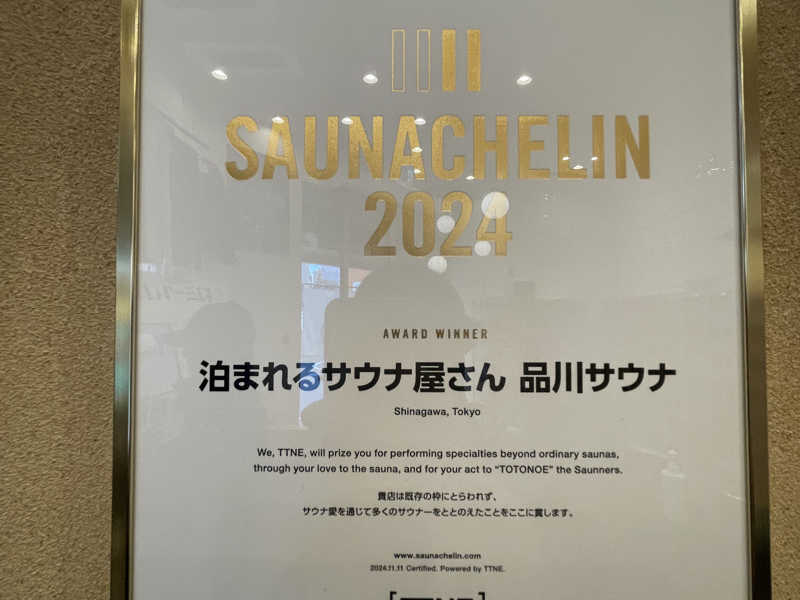 SAUNACHELIN
2024
AWARD WINNER
泊まれるサウナ屋さん 品川サウナ
Shinagawa, Tokyo
We, TTNE, will prize you for performing specialties beyond ordinary saunas,
through your love to the sauna, and for your act to “TOTONOE” the Saunners.
貴店は既存の枠にとらわれず、
サウナ愛を通じて多くのサウナーをととのえたことをここに賞します。
www.saunachelin.com
2024.11.11 Certified. Powered by TTNE.
[TTNE]